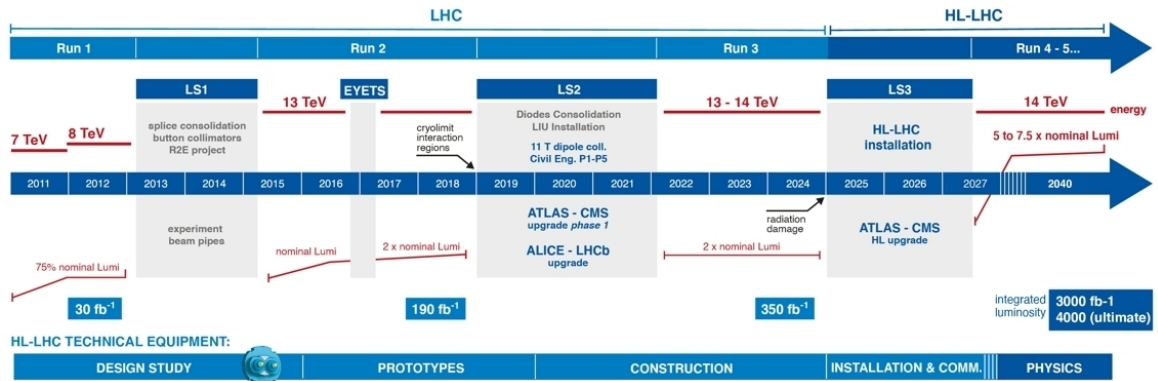 LHC
HL-LHC
Run 1
Run 2
Run 3
Run 4 - 5...
LS1
EYETS
LS2
LS3
13 TeV
13 - 14 TeV
14 TeV
energy
7 TeV
8 TeV
splice consolidation
button collimators
R2E project
cryolimit
interaction
regions
Diodes Consolidation
LIU Installation
11 T dipole coll.
Civil Eng. P1-P5
HL-LHC
installation
5 to 7.5 x nominal Lumi
2011
2012
2013
2014
2015
2016
2017
2018
2019
2020
2021
2022
2023
2024
2025
2026
2027
2040
experiment
beam pipes
ATLAS - CMS
upgrade phase 1
ALICE - LHCb
upgrade
radiation
damage
ATLAS - CMS
HL upgrade
75% nominal Lumi
nominal Lumi
2 x nominal Lumi
2 x nominal Lumi
30 fb-1
190 fb-1
350 fb-1
integrated
luminosity
3000 fb-1
4000 (ultimate)
HL-LHC TECHNICAL EQUIPMENT:
DESIGN STUDY
PROTOTYPES
CONSTRUCTION
INSTALLATION & COMM.
PHYSICS